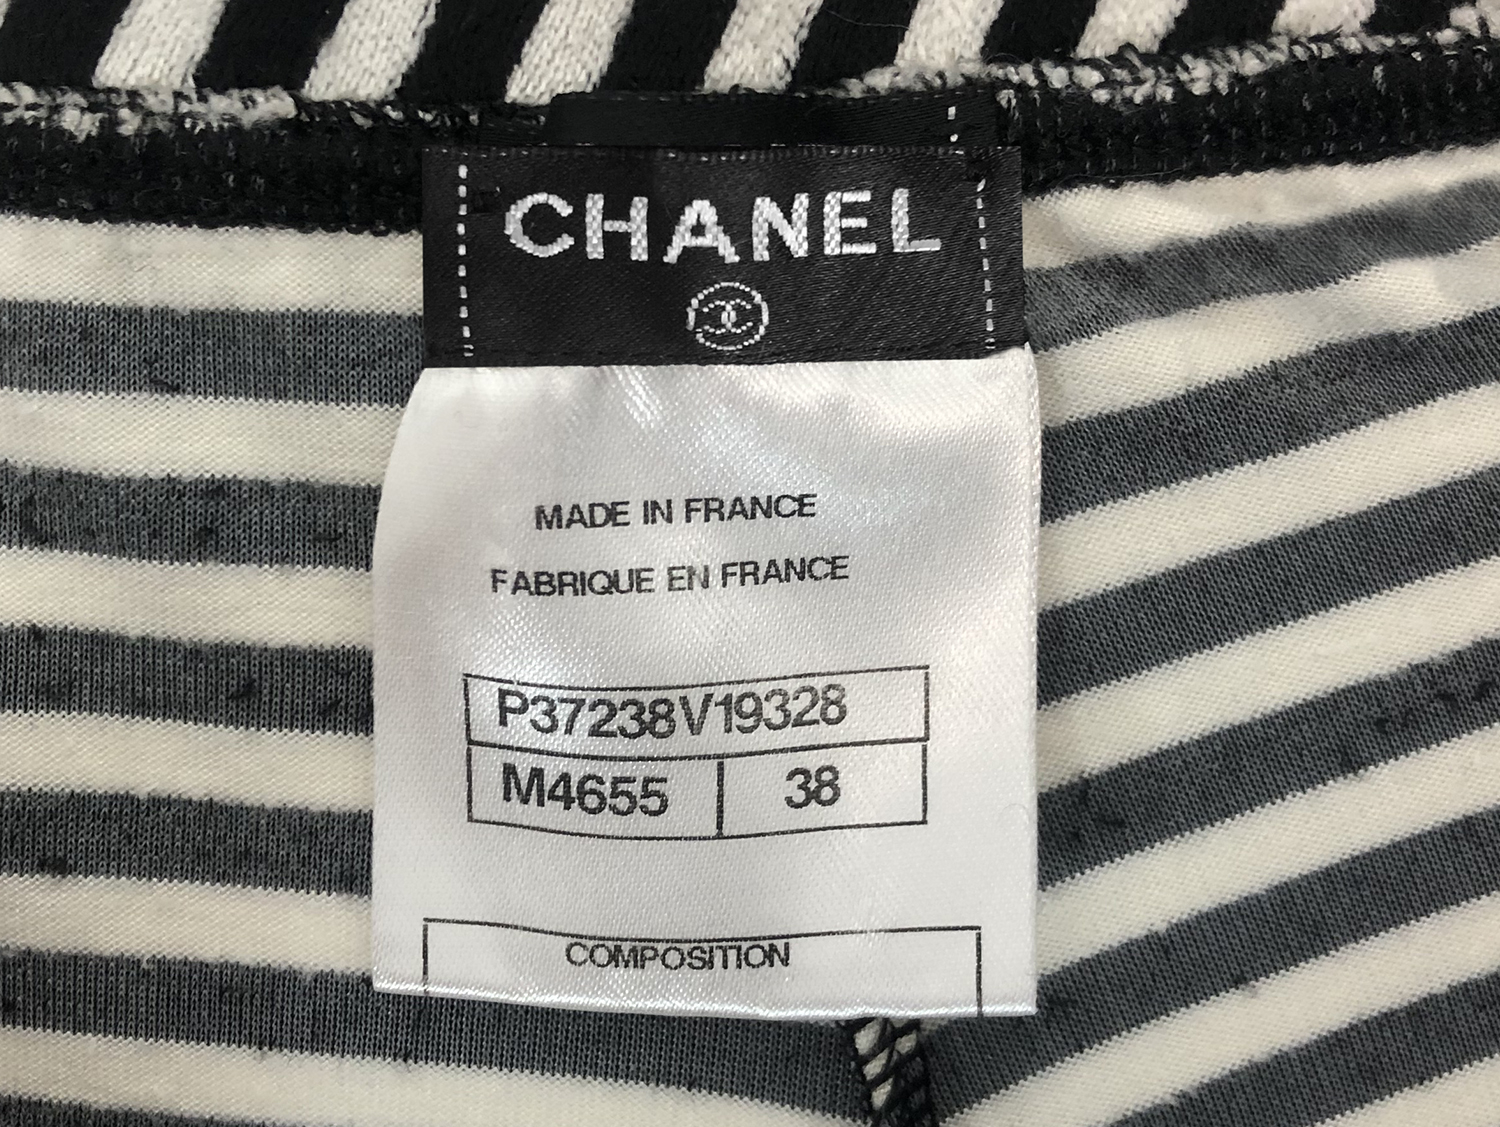 CHANEL
MADE IN FRANCE
FABRIQUE EN FRANCE
P37238V19328
M4655 38
COMPOSITION